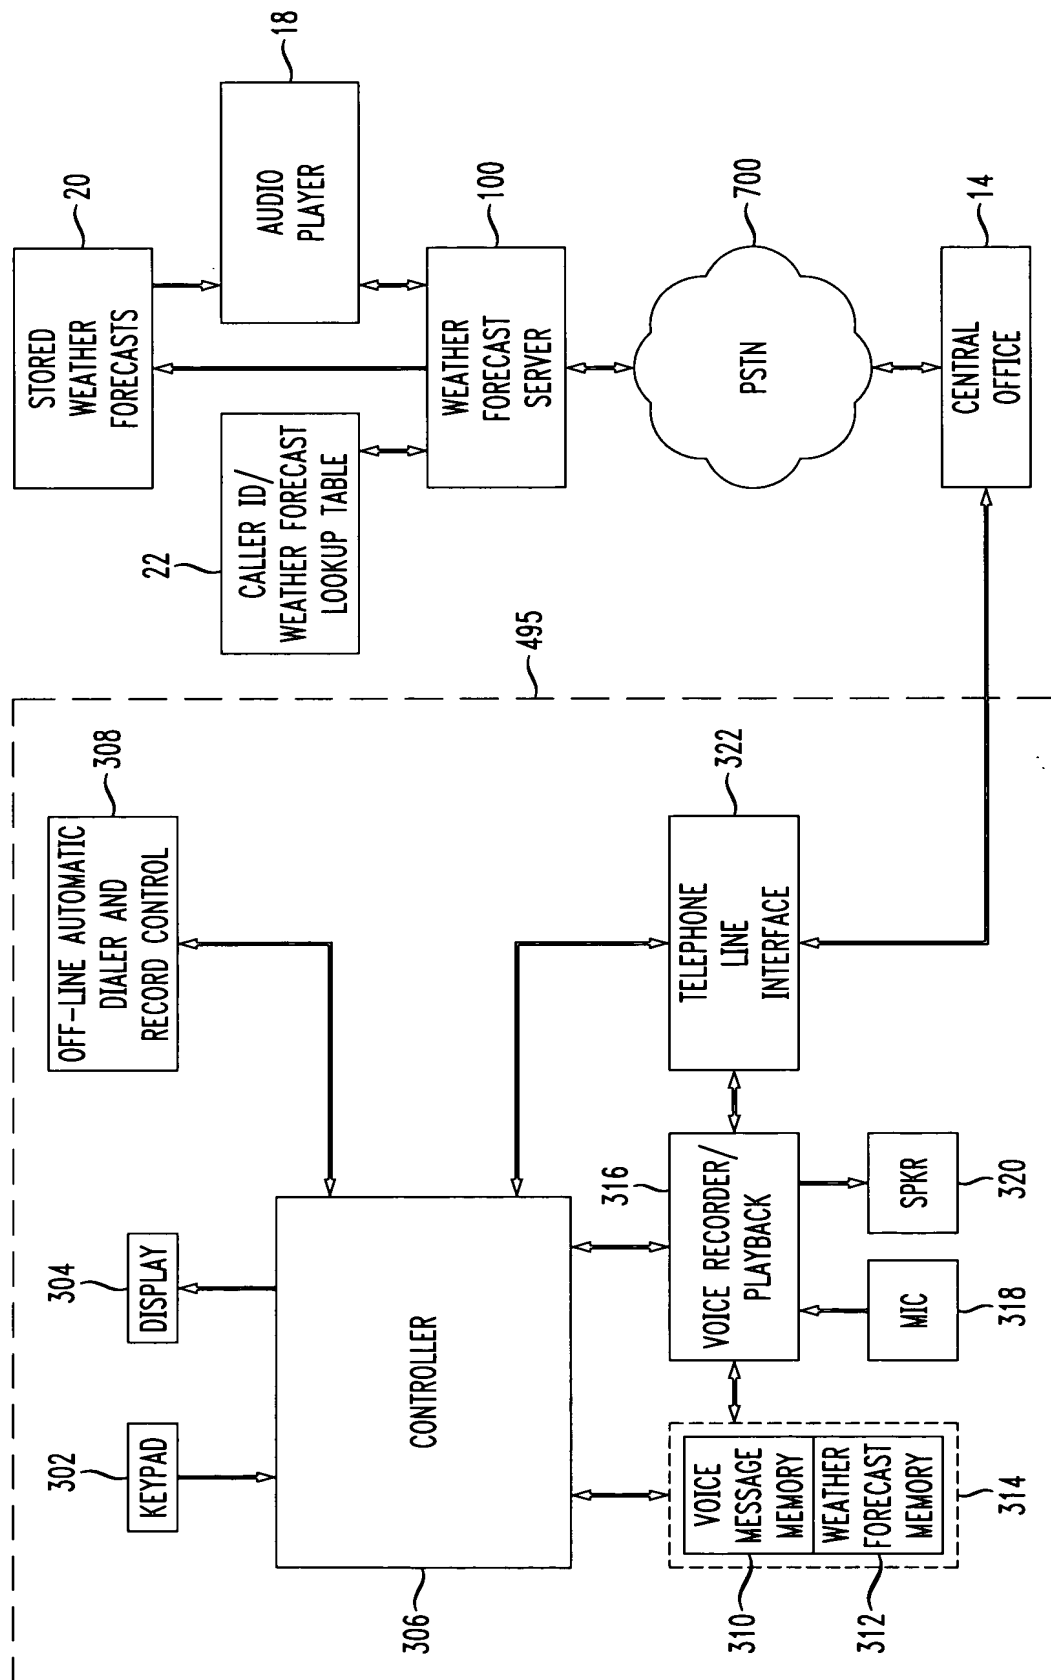 308
OFF-LINE AUTOMATIC
DIALER AND
RECORD CONTROL
304
DISPLAY
302
KEYPAD
CONTROLLER
306
495
322
TELEPHONE
LINE
INTERFACE
316
VOICE RECORDER/
PLAYBACK
SPKR
320
MIC
318
VOICE
MESSAGE
MEMORY
WEATHER
FORECAST
MEMORY
310
312
314
20
STORED
WEATHER
FORECASTS
18
AUDIO
PLAYER
22
CALLER ID/
WEATHER FORECAST
LOOKUP TABLE
100
WEATHER
FORECAST
SERVER
700
PSTN
14
CENTRAL
OFFICE